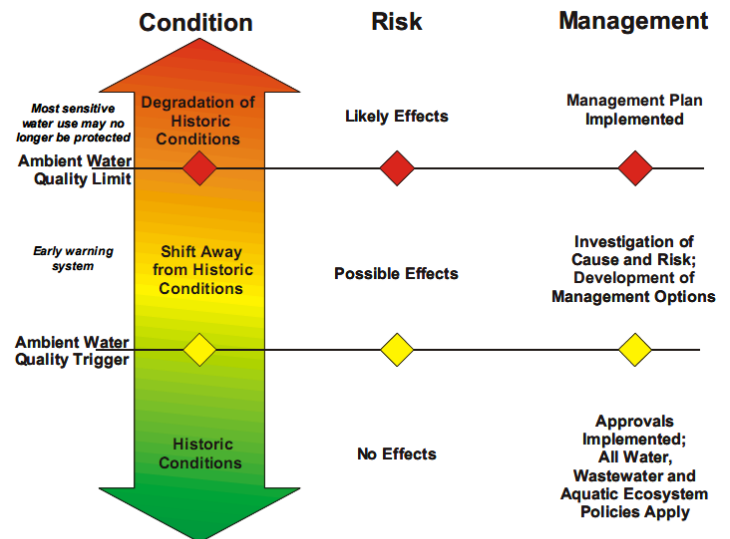 Condition
Risk
Management
Most sensitive
water use may no
longer be protected
Degradation of
Historic
Conditions
Likely Effects
Management Plan
Implemented
Ambient Water
Quality Limit
Early warning
system
Shift Away
from Historic
Conditions
Possible Effects
Investigation of
Cause and Risk;
Development of
Management Options
Ambient Water
Quality Trigger
Historic
Conditions
No Effects
Approvals
Implemented;
All Water,
Wastewater and
Aquatic Ecosystem
Policies Apply